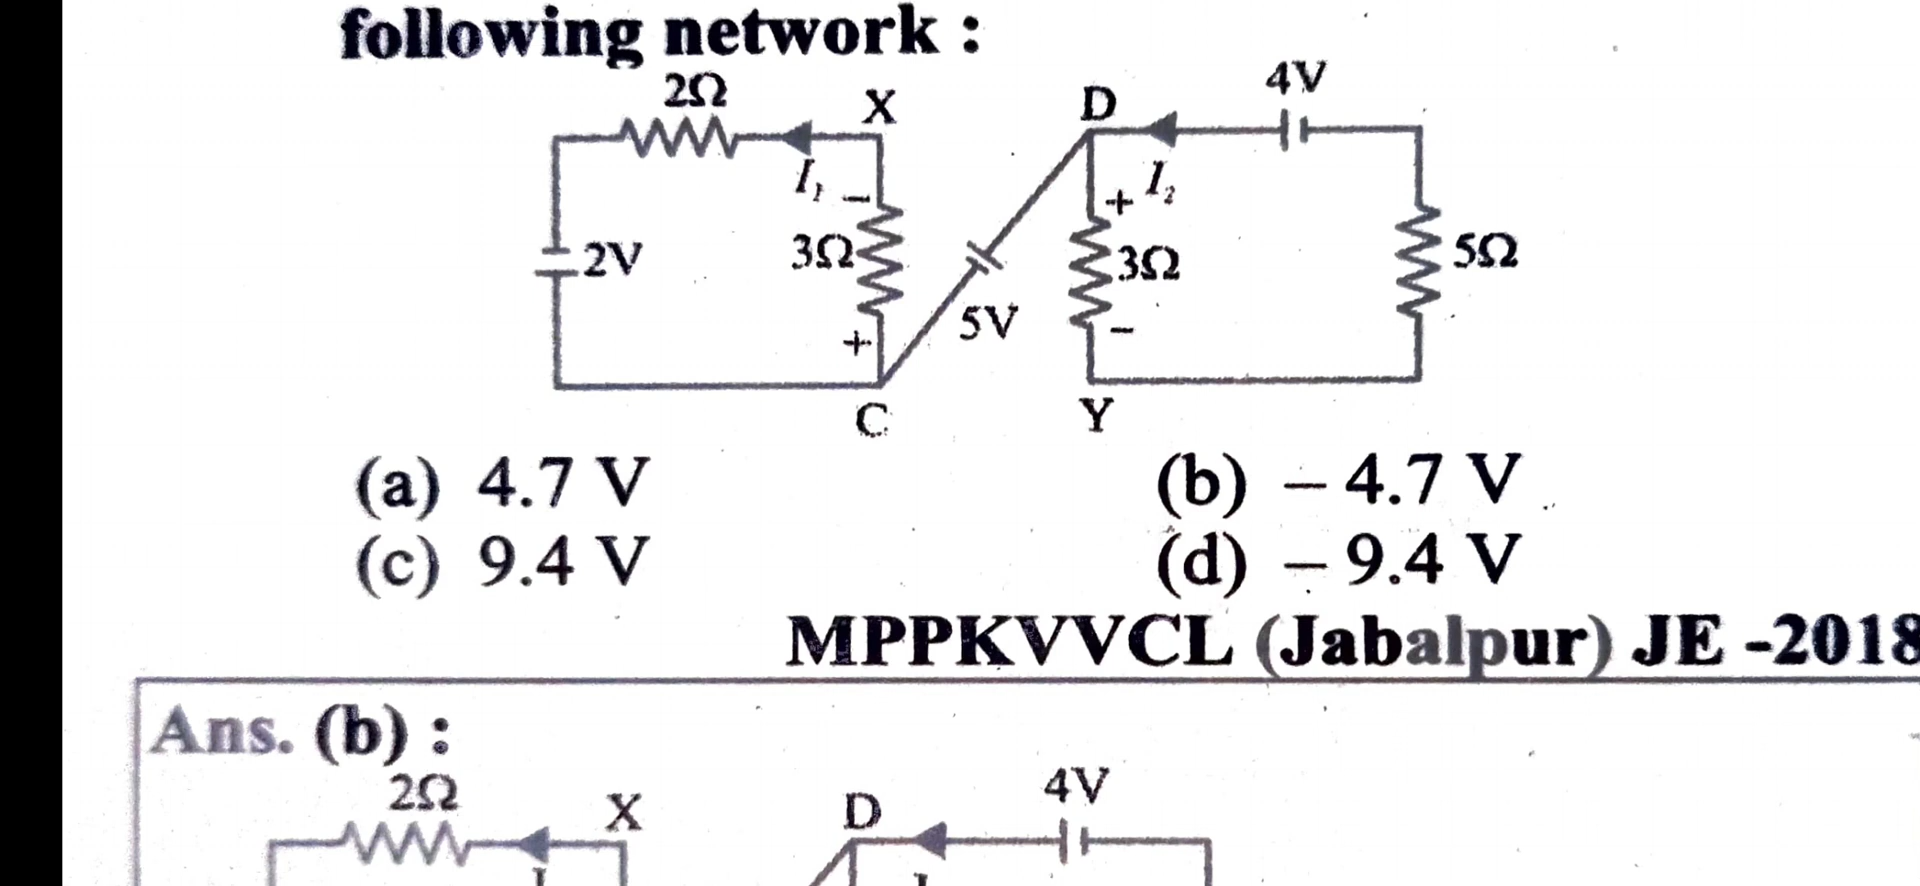 following network :
2Ω X D 4V
I₁ − + I₂
2V 3Ω 3Ω 5Ω
+ 5V −
C Y
(a) 4.7 V (b) – 4.7 V
(c) 9.4 V (d) – 9.4 V
MPPKVVCL (Jabalpur) JE -2018
Ans. (b) :
2Ω X D 4V